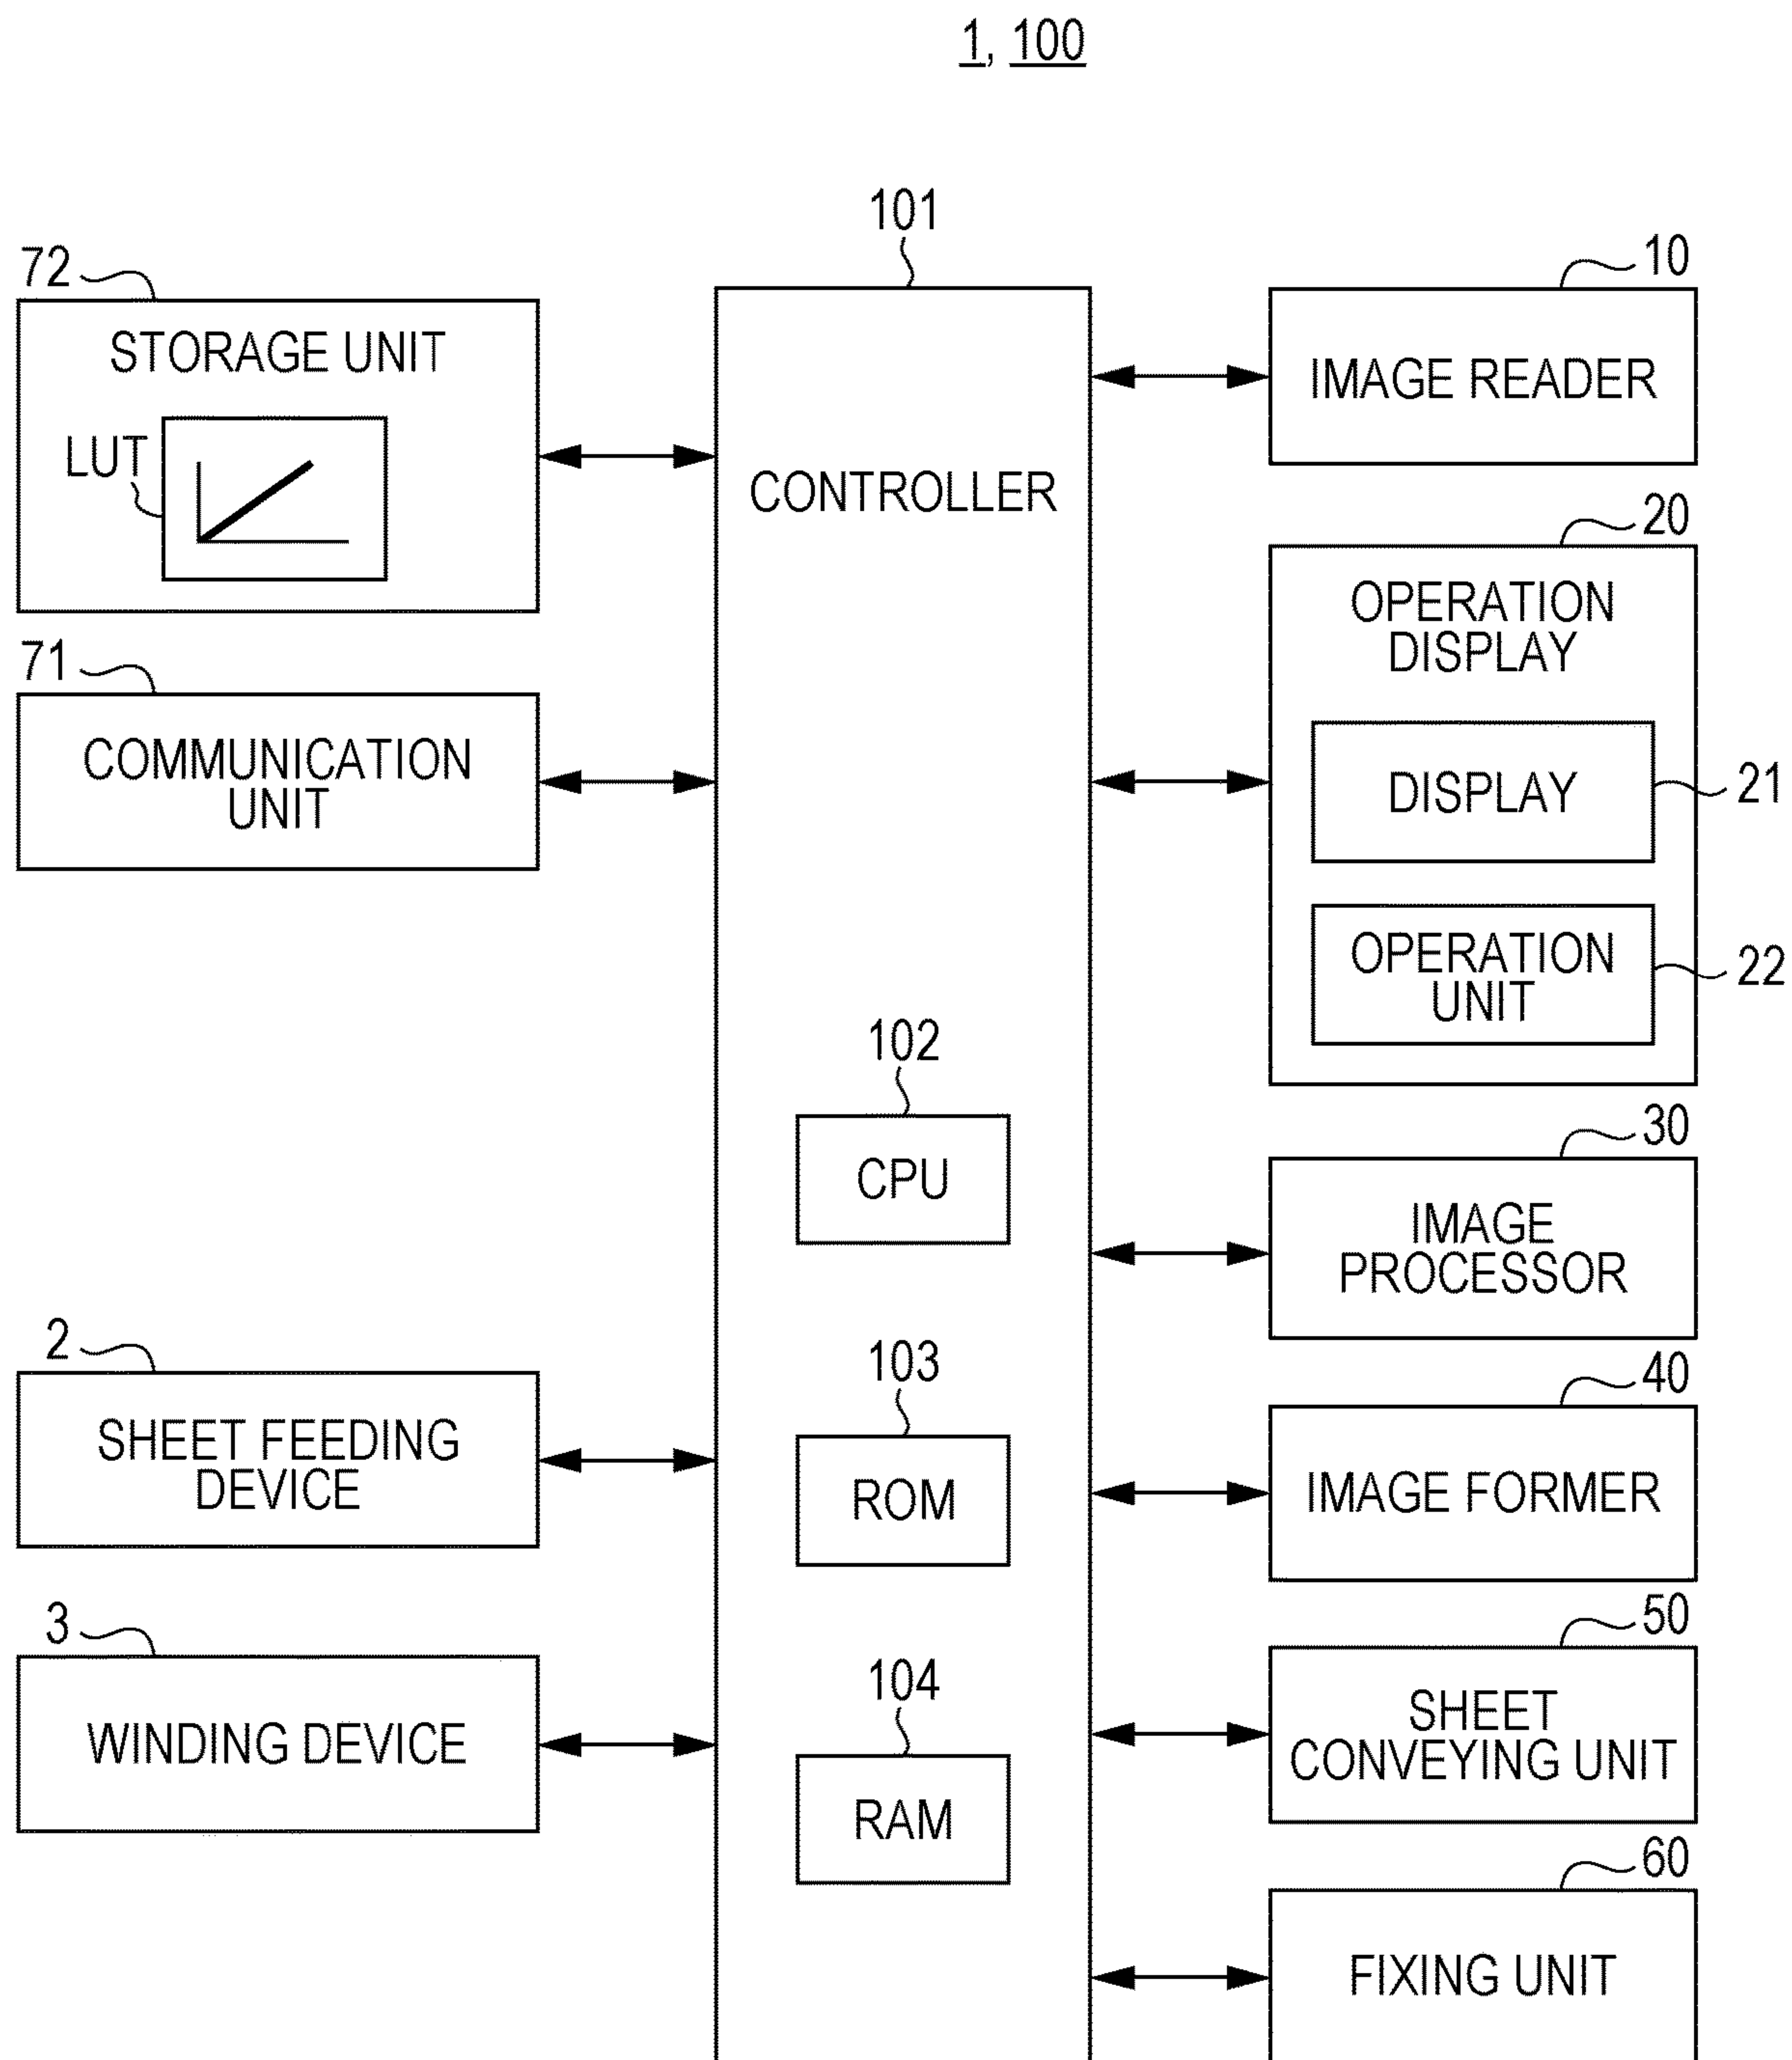 1, 100
101
72
STORAGE UNIT
LUT
71
COMMUNICATION
UNIT
2
SHEET FEEDING
DEVICE
3
WINDING DEVICE
CONTROLLER
102
CPU
103
ROM
104
RAM
10
IMAGE READER
20
OPERATION
DISPLAY
DISPLAY
21
OPERATION
UNIT
22
30
IMAGE
PROCESSOR
40
IMAGE FORMER
50
SHEET
CONVEYING UNIT
60
FIXING UNIT